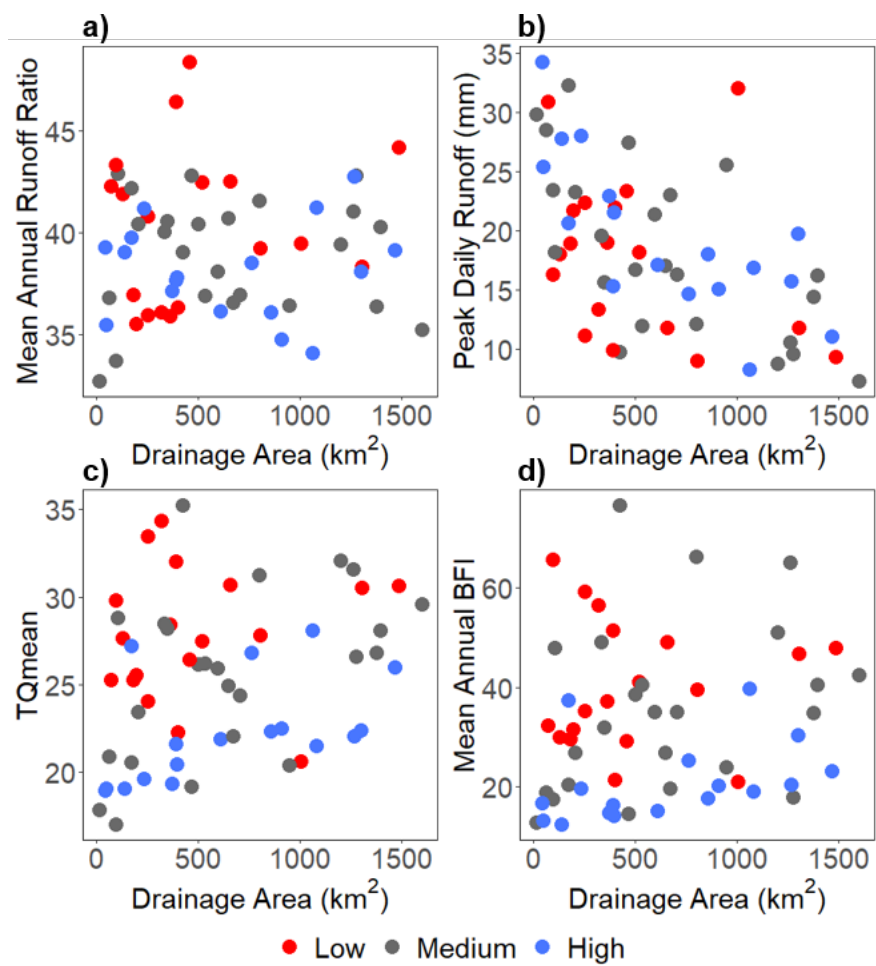 a)
b)
Mean Annual Runoff Ratio
45
40
35
0 500 1000 1500
Drainage Area (km²)
Peak Daily Runoff (mm)
35
30
25
20
15
10
0 500 1000 1500
Drainage Area (km²)
c)
d)
TQmean
35
30
25
20
0 500 1000 1500
Drainage Area (km²)
Mean Annual BFI
60
40
20
0 500 1000 1500
Drainage Area (km²)
Low Medium High